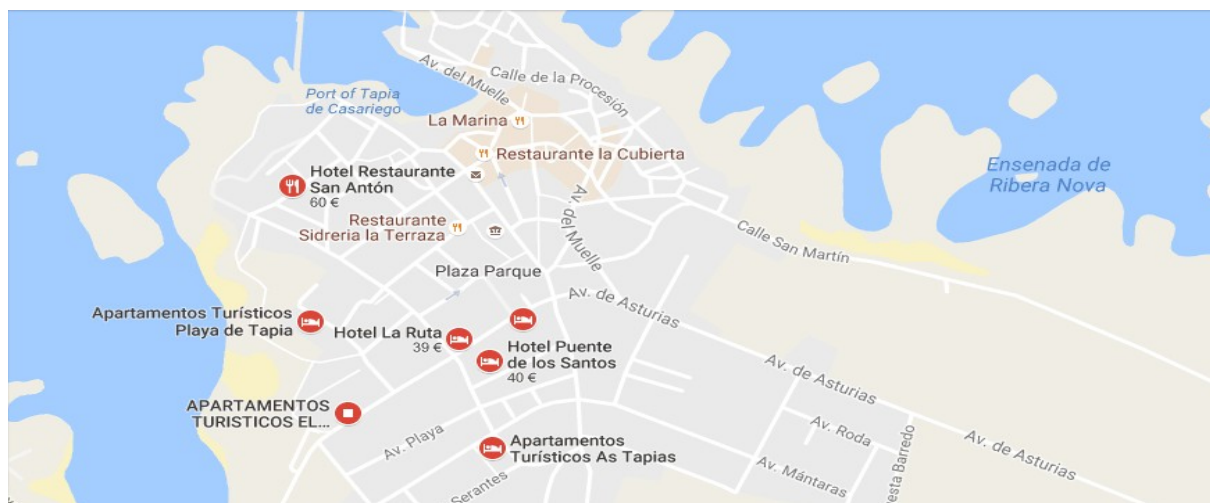 Av. del Muelle
Calle de la Procesión
Port of Tapia
de Casariego
La Marina
Restaurante la Cubierta
Ensenada de
Ribera Nova
Hotel Restaurante
San Antón
60 €
Restaurante
Sidreria la Terraza
Av. del Muelle
Calle San Martín
Plaza Parque
Apartamentos Turísticos
Playa de Tapia
Hotel La Ruta
39 €
Av. de Asturias
Hotel Puente
de los Santos
40 €
Av. de Asturias
APARTAMENTOS
TURISTICOS EL...
Av. Playa
Apartamentos
Turísticos As Tapias
Av. Roda
Av. de Asturias
Av. Mántaras
esta Barredo
Serantes